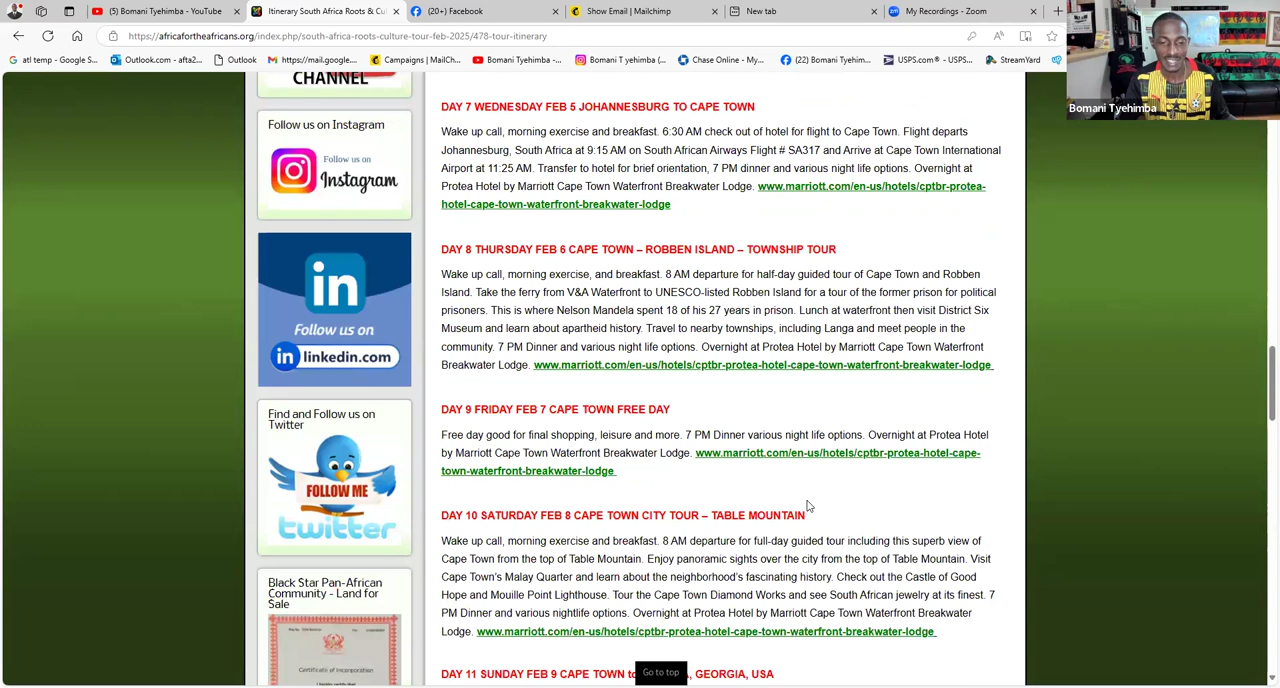 (5) Bomani Tyehimba - YouTube
Itinerary South Africa Roots & Cul
(20+) Facebook
Show Email | Mailchimp
New tab
My Recordings - Zoom
https://africafortheafricans.org/index.php/south-africa-roots-culture-tour-feb-2025/478-tour-itinerary
atl temp - Google S...
Outlook.com - afta2...
Outlook
https://mail.google...
Campaigns | MailCh...
Bomani Tyehimba -...
Bomani T yehimba (...
Chase Online - My...
(22) Bomani Tyehim...
USPS.com® - USPS...
StreamYard
Bomani Tyehimba
CHANNEL
Follow us on Instagram
Follow us on
Instagram
in
Follow us on
in linkedin.com
Find and Follow us on
Twitter
FOLLOW ME
twitter
Black Star Pan-African
Community - Land for
Sale
Certificate of Incorporation
DAY 7 WEDNESDAY FEB 5 JOHANNESBURG TO CAPE TOWN
Wake up call, morning exercise and breakfast. 6:30 AM check out of hotel for flight to Cape Town. Flight departs
Johannesburg, South Africa at 9:15 AM on South African Airways Flight # SA317 and Arrive at Cape Town International
Airport at 11:25 AM. Transfer to hotel for brief orientation, 7 PM dinner and various night life options. Overnight at
Protea Hotel by Marriott Cape Town Waterfront Breakwater Lodge. www.marriott.com/en-us/hotels/cptbr-protea-
hotel-cape-town-waterfront-breakwater-lodge
DAY 8 THURSDAY FEB 6 CAPE TOWN – ROBBEN ISLAND – TOWNSHIP TOUR
Wake up call, morning exercise, and breakfast. 8 AM departure for half-day guided tour of Cape Town and Robben
Island. Take the ferry from V&A Waterfront to UNESCO-listed Robben Island for a tour of the former prison for political
prisoners. This is where Nelson Mandela spent 18 of his 27 years in prison. Lunch at waterfront then visit District Six
Museum and learn about apartheid history. Travel to nearby townships, including Langa and meet people in the
community. 7 PM Dinner and various night life options. Overnight at Protea Hotel by Marriott Cape Town Waterfront
Breakwater Lodge. www.marriott.com/en-us/hotels/cptbr-protea-hotel-cape-town-waterfront-breakwater-lodge
DAY 9 FRIDAY FEB 7 CAPE TOWN FREE DAY
Free day good for final shopping, leisure and more. 7 PM Dinner various night life options. Overnight at Protea Hotel
by Marriott Cape Town Waterfront Breakwater Lodge. www.marriott.com/en-us/hotels/cptbr-protea-hotel-cape-
town-waterfront-breakwater-lodge
DAY 10 SATURDAY FEB 8 CAPE TOWN CITY TOUR – TABLE MOUNTAIN
Wake up call, morning exercise and breakfast. 8 AM departure for full-day guided tour including this superb view of
Cape Town from the top of Table Mountain. Enjoy panoramic sights over the city from the top of Table Mountain. Visit
Cape Town's Malay Quarter and learn about the neighborhood's fascinating history. Check out the Castle of Good
Hope and Mouille Point Lighthouse. Tour the Cape Town Diamond Works and see South African jewelry at its finest. 7
PM Dinner and various nightlife options. Overnight at Protea Hotel by Marriott Cape Town Waterfront Breakwater
Lodge. www.marriott.com/en-us/hotels/cptbr-protea-hotel-cape-town-waterfront-breakwater-lodge
DAY 11 SUNDAY FEB 9 CAPE TOWN to , GEORGIA, USA
Go to top